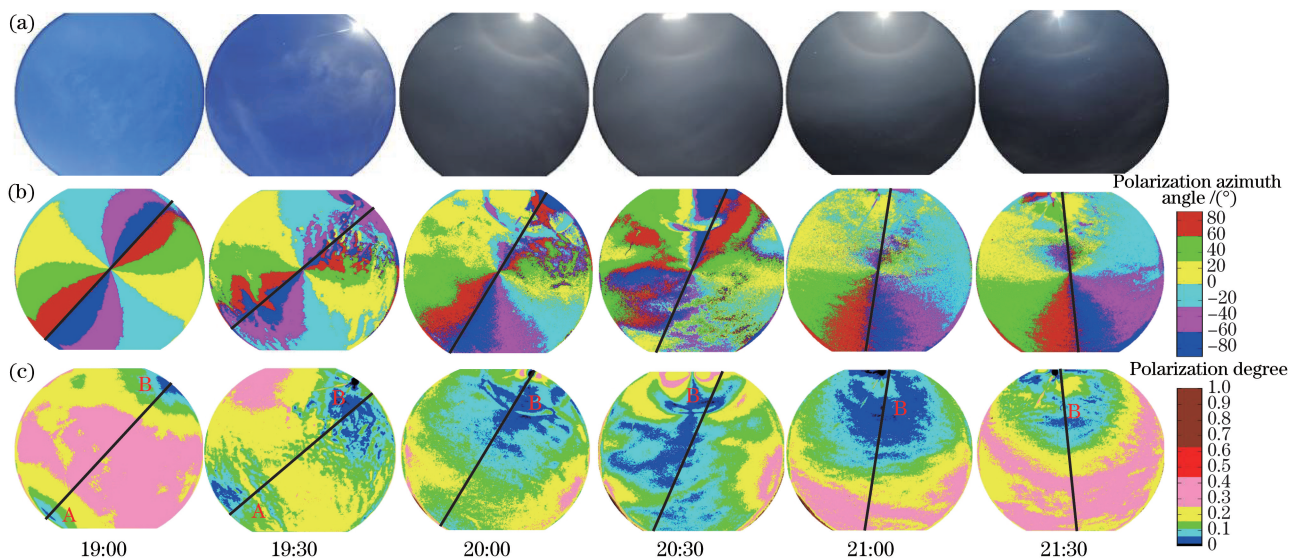 (a)
(b)
Polarization azimuth
angle /(°)
80
60
40
20
0
−20
−40
−60
−80
(c)
Polarization degree
B
A
B
A
B
B
B
B
1.0
0.9
0.8
0.7
0.6
0.5
0.4
0.3
0.2
0.1
0
19:00 19:30 20:00 20:30 21:00 21:30